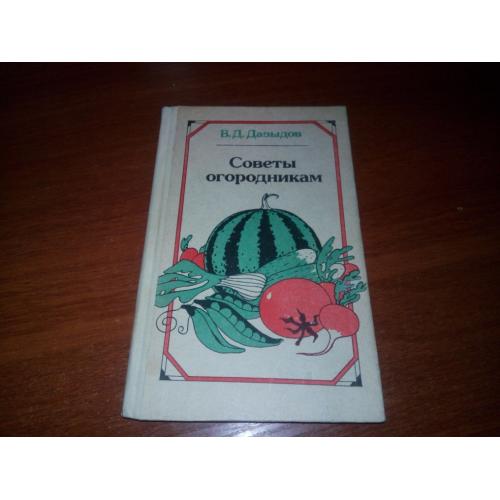 В. Д. Давыдов
Советы
огородникам